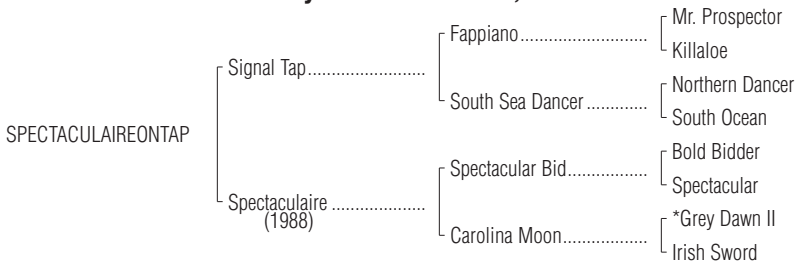 Mr. Prospector
Fappiano
Killaloe
Signal Tap
Northern Dancer
South Sea Dancer
South Ocean
SPECTACULAIREONTAP
Bold Bidder
Spectacular Bid
Spectacular
Spectaculaire
(1988)
*Grey Dawn II
Carolina Moon
Irish Sword